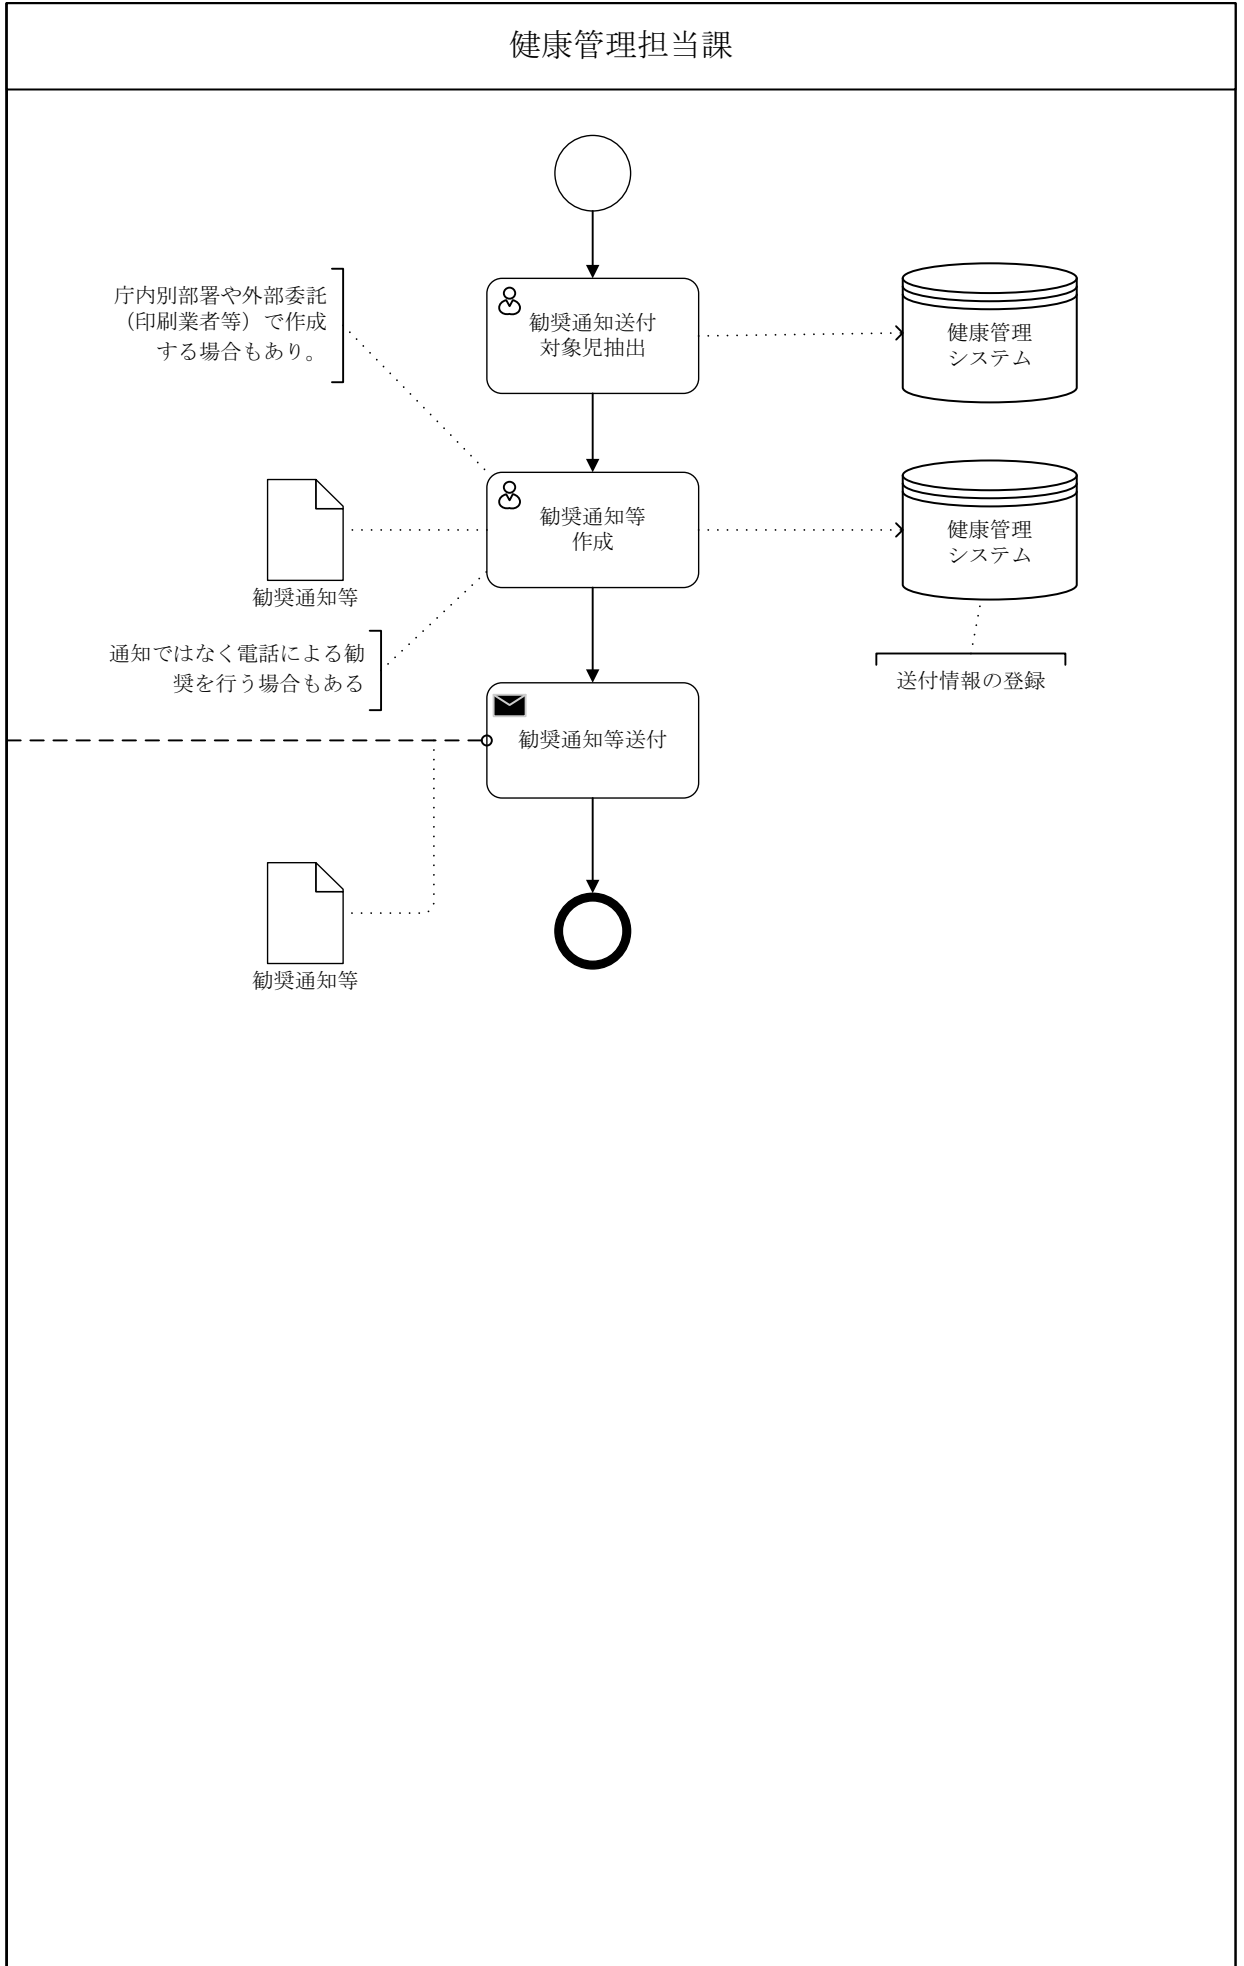 健康管理担当課
庁内別部署や外部委託
（印刷業者等）で作成
する場合もあり。
勧奨通知送付
対象児抽出
健康管理
システム
勧奨通知等
作成
健康管理
システム
勧奨通知等
通知ではなく電話による勧
奨を行う場合もある
送付情報の登録
勧奨通知等送付
勧奨通知等